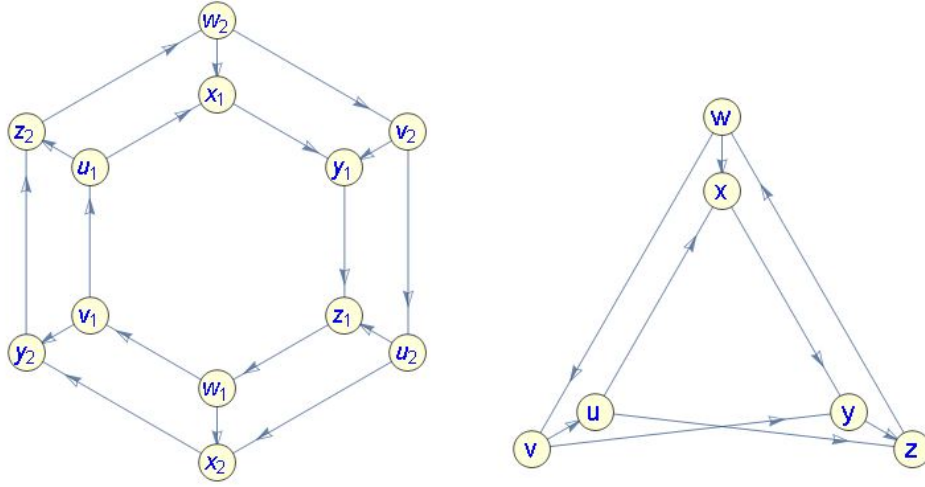 w₂
x₁
z₂
v₂
u₁
y₁
v₁
z₁
y₂
u₂
w₁
x₂
w
x
u
y
v
z